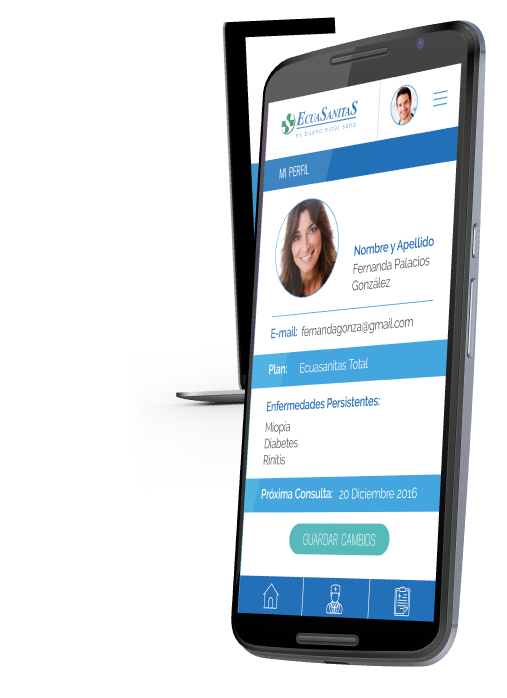 ECUASANITAS
es bueno estar sano
MI PERFIL
Nombre y Apellido
Fernanda Palacios
González
E-mail: fernandagonza@gmail.com
Plan: Ecuasanitas Total
Enfermedades Persistentes:
Miopía
Diabetes
Rinitis
Próxima Consulta: 20 Diciembre 2016
GUARDAR CAMBIOS